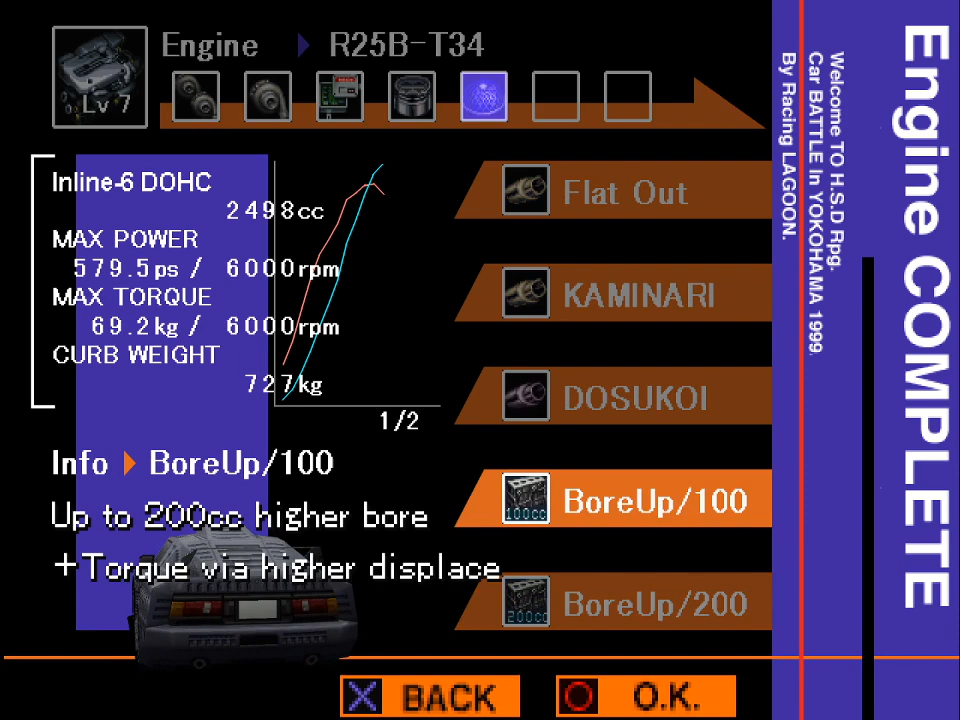 Engine R25B-T34
Lv 7
Inline-6 DOHC
2498cc
MAX POWER
579.5ps / 6000rpm
MAX TORQUE
69.2kg / 6000rpm
CURB WEIGHT
727kg
1/2
Info BoreUp/100
Up to 200cc higher bore
+Torque via higher displace
Flat Out
KAMINARI
DOSUKOI
100cc
BoreUp/100
200cc
BoreUp/200
X BACK
O O.K.
Engine COMPLETE
Welcome TO H.S.D Rpg.
Car BATTLE In YOKOHAMA 1999.
By Racing LAGOON.